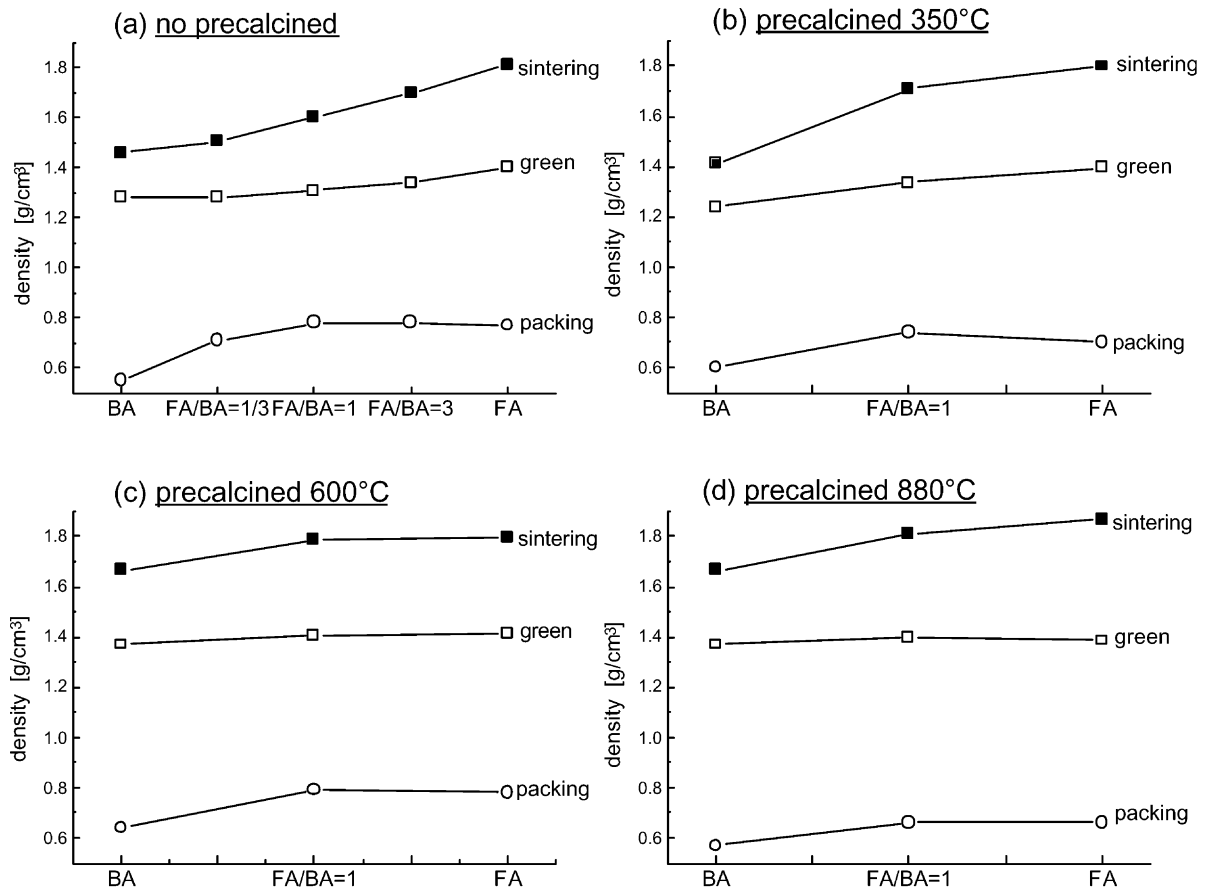 (a) no precalcined
1.8
1.6
1.4
1.2
1.0
0.8
0.6
density [g/cm³]
sintering
green
packing
BA FA/BA=1/3 FA/BA=1 FA/BA=3 FA
(b) precalcined 350°C
1.8
1.6
1.4
1.2
1.0
0.8
0.6
density [g/cm³]
sintering
green
packing
BA FA/BA=1 FA
(c) precalcined 600°C
1.8
1.6
1.4
1.2
1.0
0.8
0.6
density [g/cm³]
sintering
green
packing
BA FA/BA=1 FA
(d) precalcined 880°C
1.8
1.6
1.4
1.2
1.0
0.8
0.6
density [g/cm³]
sintering
green
packing
BA FA/BA=1 FA